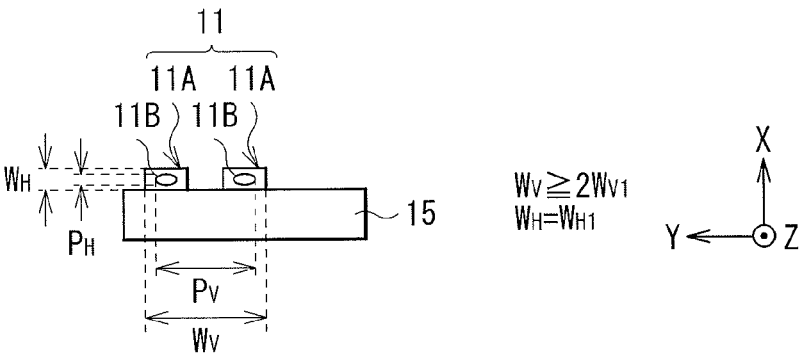 11
11A 11A
11B 11B
WH
PH
15
PV
WV
WV≧2WV1
WH=WH1
X
Y Z